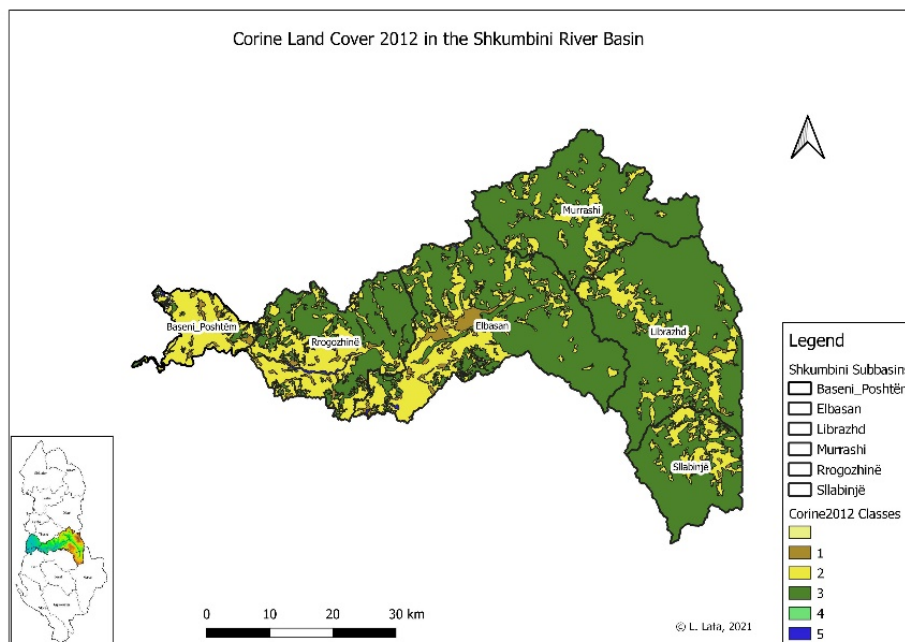 Corine Land Cover 2012 in the Shkumbini River Basin
Murrashi
Librazhd
Baseni_Poshtëm
Rrogozhinë
Elbasan
Sllabinjë
Legend
Shkumbini Subbasins
Baseni_Poshtëm
Elbasan
Librazhd
Murrashi
Rrogozhinë
Sllabinjë
Corine2012 Classes
1
2
3
4
5
0 10 20 30 km
© L. Lata, 2021